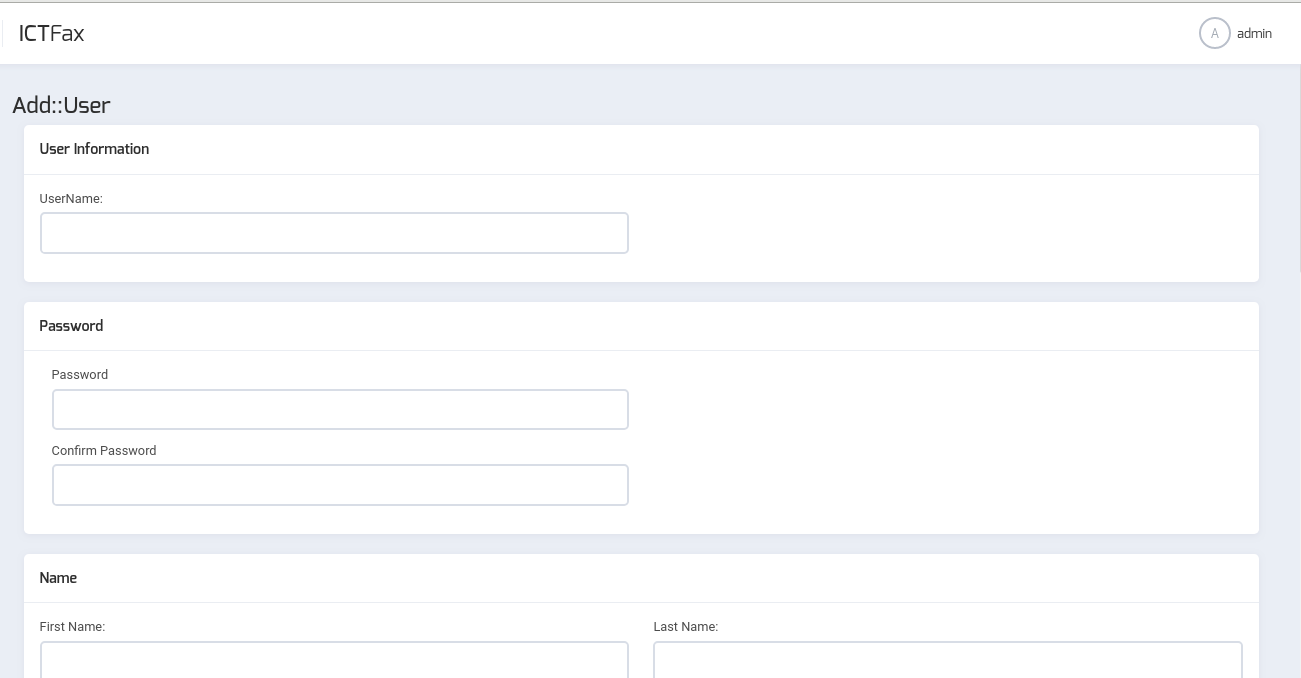 ICTFax
A admin
Add::User
User Information
UserName:
Password
Password
Confirm Password
Name
First Name: Last Name: